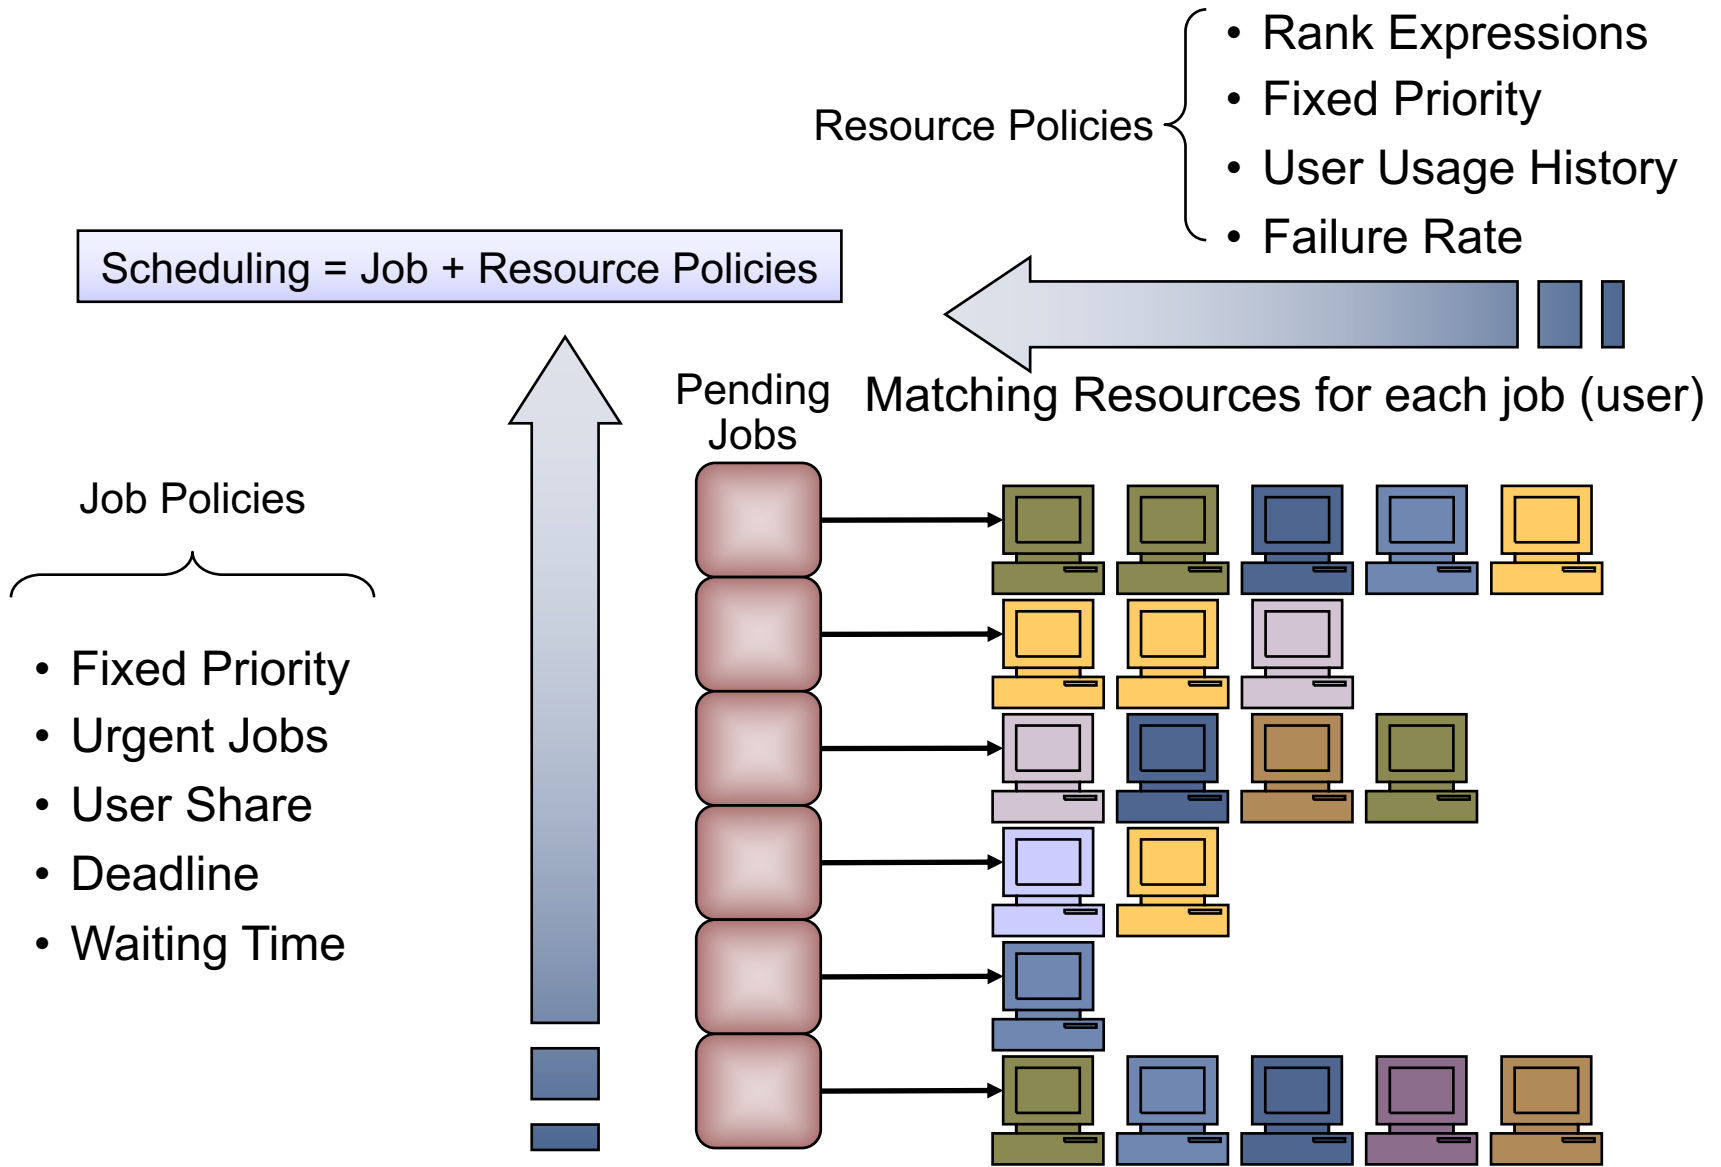 • Rank Expressions
• Fixed Priority
Resource Policies
• User Usage History
• Failure Rate
Scheduling = Job + Resource Policies
Pending
Jobs
Matching Resources for each job (user)
Job Policies
• Fixed Priority
• Urgent Jobs
• User Share
• Deadline
• Waiting Time